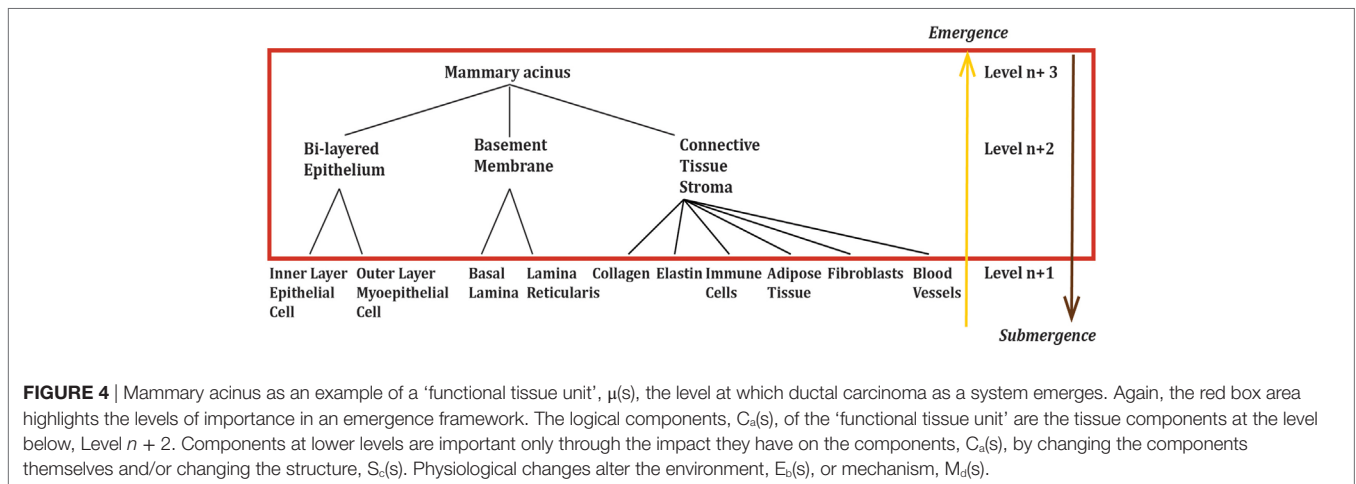 Emergence
Mammary acinus
Level n+ 3
Bi-layered
Epithelium
Basement
Membrane
Connective
Tissue
Stroma
Level n+2
Inner Layer
Epithelial
Cell
Outer Layer
Myoepithelial
Cell
Basal
Lamina
Lamina
Reticularis
Collagen
Elastin
Immune
Cells
Adipose
Tissue
Fibroblasts
Blood
Vessels
Level n+1
Submergence
FIGURE 4 | Mammary acinus as an example of a ‘functional tissue unit’, μ(s), the level at which ductal carcinoma as a system emerges. Again, the red box area
highlights the levels of importance in an emergence framework. The logical components, Cₐ(s), of the ‘functional tissue unit’ are the tissue components at the level
below, Level n + 2. Components at lower levels are important only through the impact they have on the components, Cₐ(s), by changing the components
themselves and/or changing the structure, S_c(s). Physiological changes alter the environment, E_b(s), or mechanism, M_d(s).